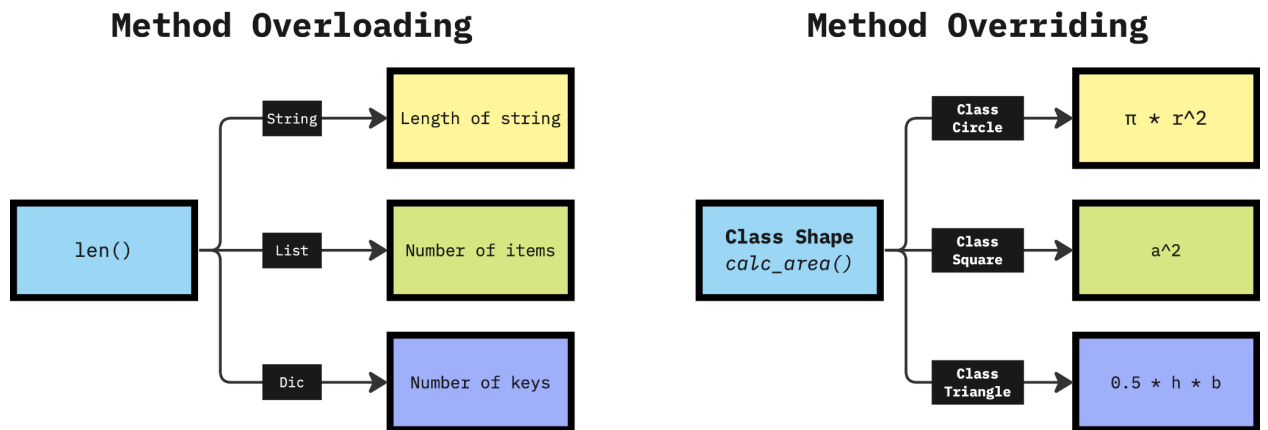 Method Overloading
len()
String
Length of string
List
Number of items
Dic
Number of keys
Method Overriding
Class Shape
calc_area()
Class
Circle
π * r^2
Class
Square
a^2
Class
Triangle
0.5 * h * b